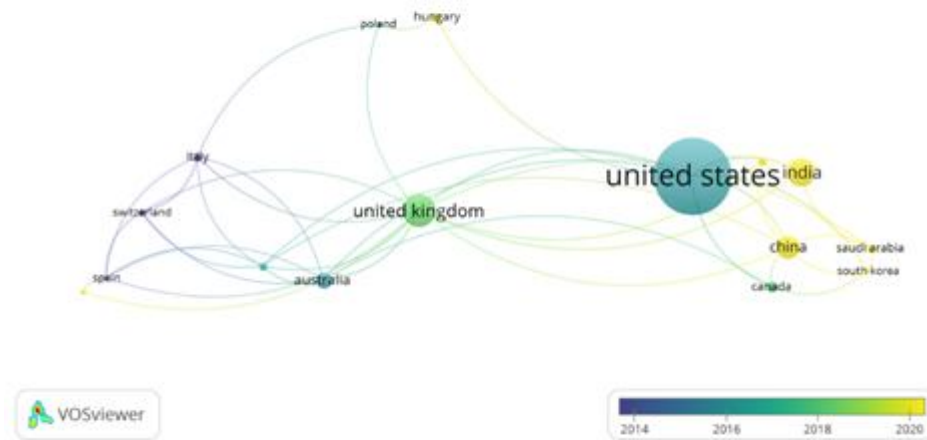 hungary
poland
italy
united states
india
switzerland
united kingdom
china
saudi arabia
south korea
spain
australia
canada
VOSviewer
2014
2016
2018
2020